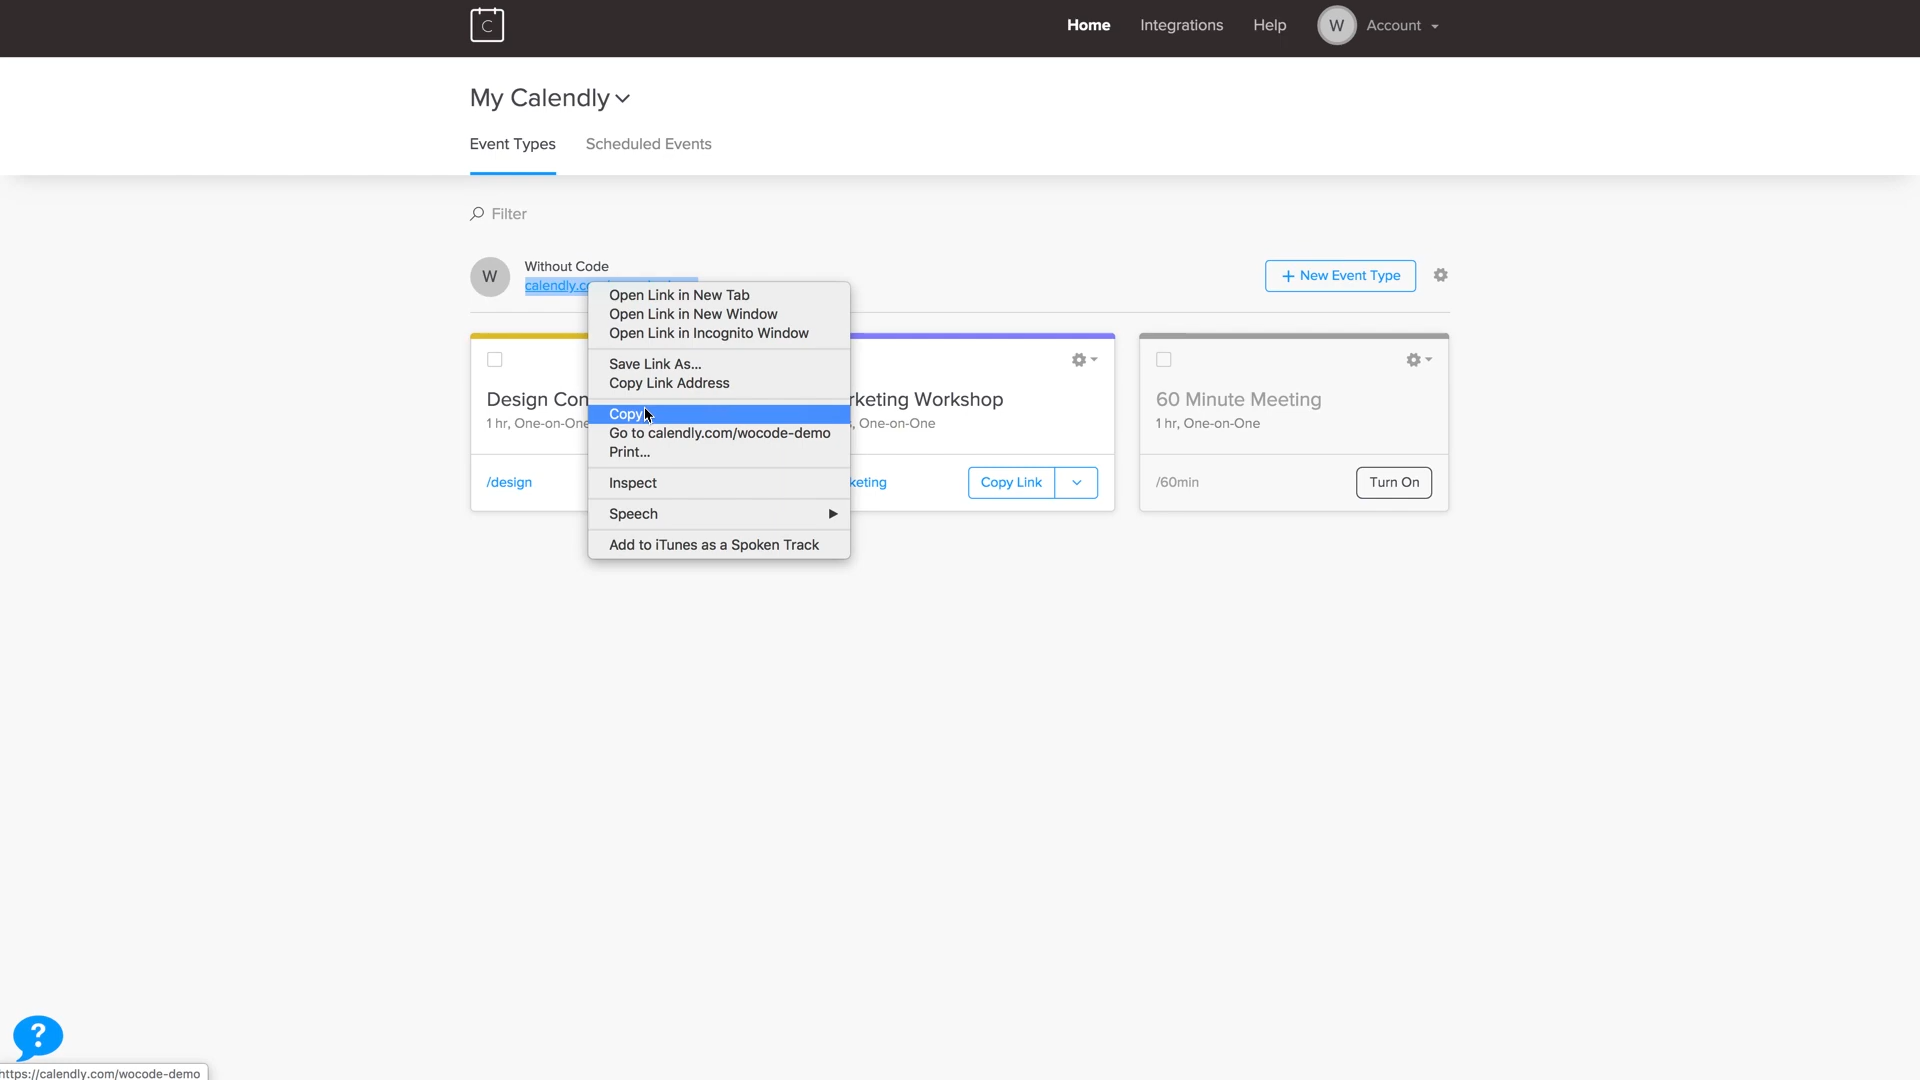 C
Home
Integrations
Help
W
Account
My Calendly
Event Types
Scheduled Events
Filter
W
Without Code
calendly.co
New Event Type
Open Link in New Tab
Open Link in New Window
Open Link in Incognito Window
Save Link As...
Copy Link Address
Copy
Go to calendly.com/wocode-demo
Print...
Inspect
Speech
Add to iTunes as a Spoken Track
Design Con
1 hr, One-on-One
/design
rketing Workshop
, One-on-One
keting
Copy Link
60 Minute Meeting
1 hr, One-on-One
/60min
Turn On
?
https://calendly.com/wocode-demo